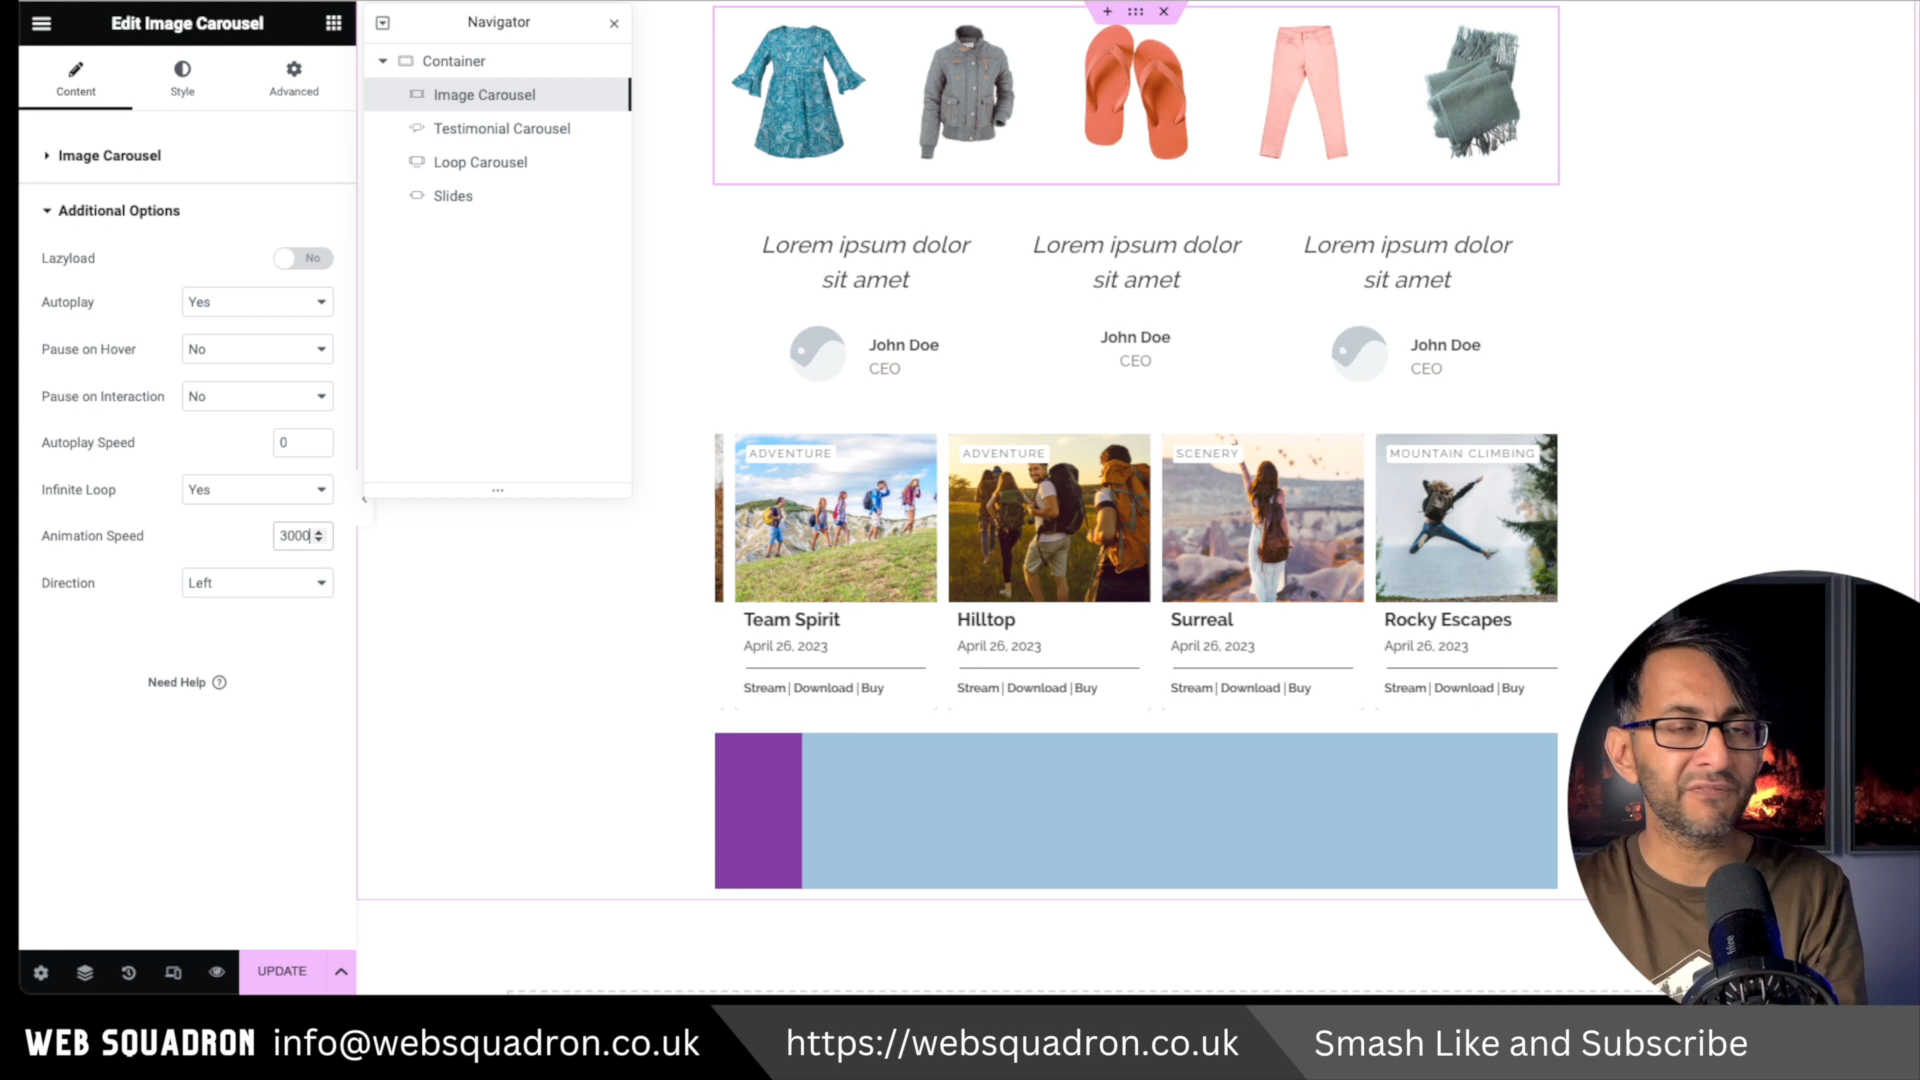 Edit Image Carousel
Content
Style
Advanced
Image Carousel
Additional Options
Lazyload
No
Autoplay
Yes
Pause on Hover
No
Pause on Interaction
No
Autoplay Speed
0
Infinite Loop
Yes
Animation Speed
3000
Direction
Left
Need Help
UPDATE
Navigator
Container
Image Carousel
Testimonial Carousel
Loop Carousel
Slides
Lorem ipsum dolor
sit amet
John Doe
CEO
Lorem ipsum dolor
sit amet
John Doe
CEO
Lorem ipsum dolor
sit amet
John Doe
CEO
ADVENTURE
Team Spirit
April 26, 2023
Stream | Download | Buy
ADVENTURE
Hilltop
April 26, 2023
Stream | Download | Buy
SCENERY
Surreal
April 26, 2023
Stream | Download | Buy
MOUNTAIN CLIMBING
Rocky Escapes
April 26, 2023
Stream | Download | Buy
WEB SQUADRON info@websquadron.co.uk
https://websquadron.co.uk
Smash Like and Subscribe